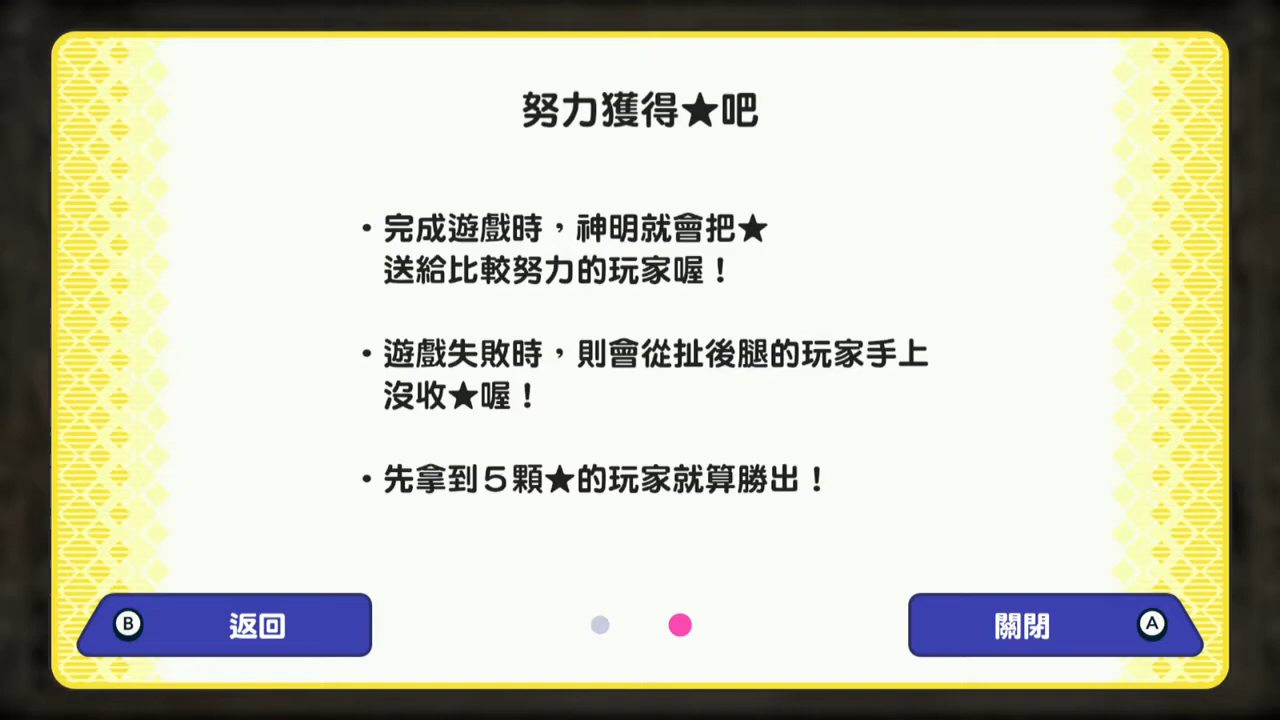 努力獲得★吧
・完成遊戲時，神明就會把★
送給比較努力的玩家喔！
・遊戲失敗時，則會從扯後腿的玩家手上
沒收★喔！
・先拿到５顆★的玩家就算勝出！
B 返回
關閉 A